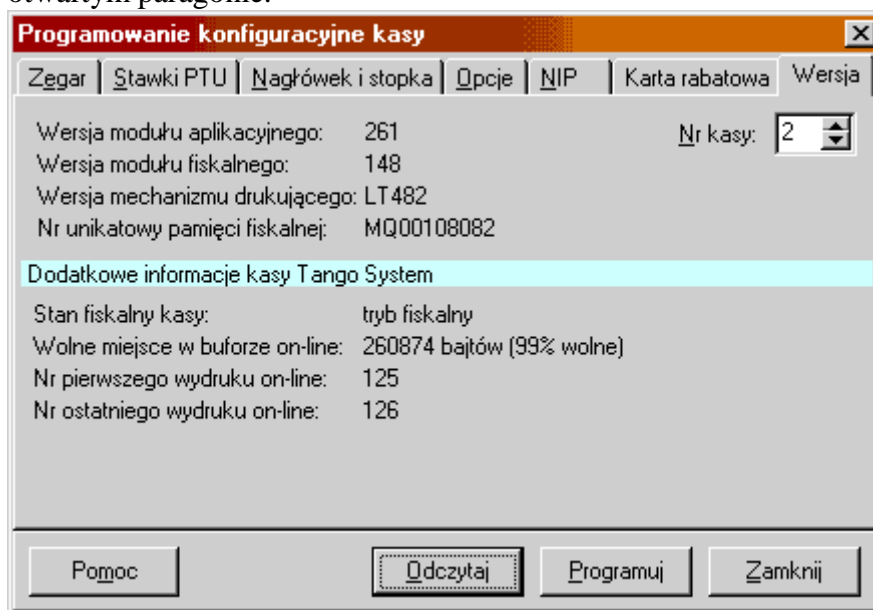 otwartym paragonie.
Programowanie konfiguracyjne kasy
Zegar Stawki PTU Nagłówek i stopka Opcje NIP Karta rabatowa Wersja
Wersja modułu aplikacyjnego: 261 Nr kasy: 2
Wersja modułu fiskalnego: 148
Wersja mechanizmu drukującego: LT482
Nr unikatowy pamięci fiskalnej: MQ00108082
Dodatkowe informacje kasy Tango System
Stan fiskalny kasy: tryb fiskalny
Wolne miejsce w buforze on-line: 260874 bajtów (99% wolne)
Nr pierwszego wydruku on-line: 125
Nr ostatniego wydruku on-line: 126
Pomoc Odczytaj Programuj Zamknij